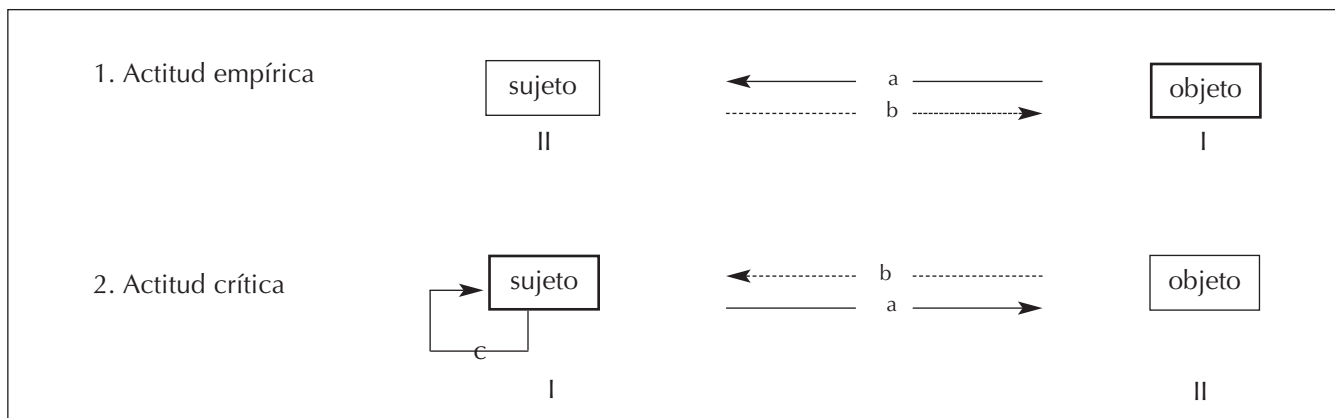 1. Actitud empírica
sujeto
a
b
objeto
II
I
2. Actitud crítica
sujeto
b
a
objeto
c
I
II